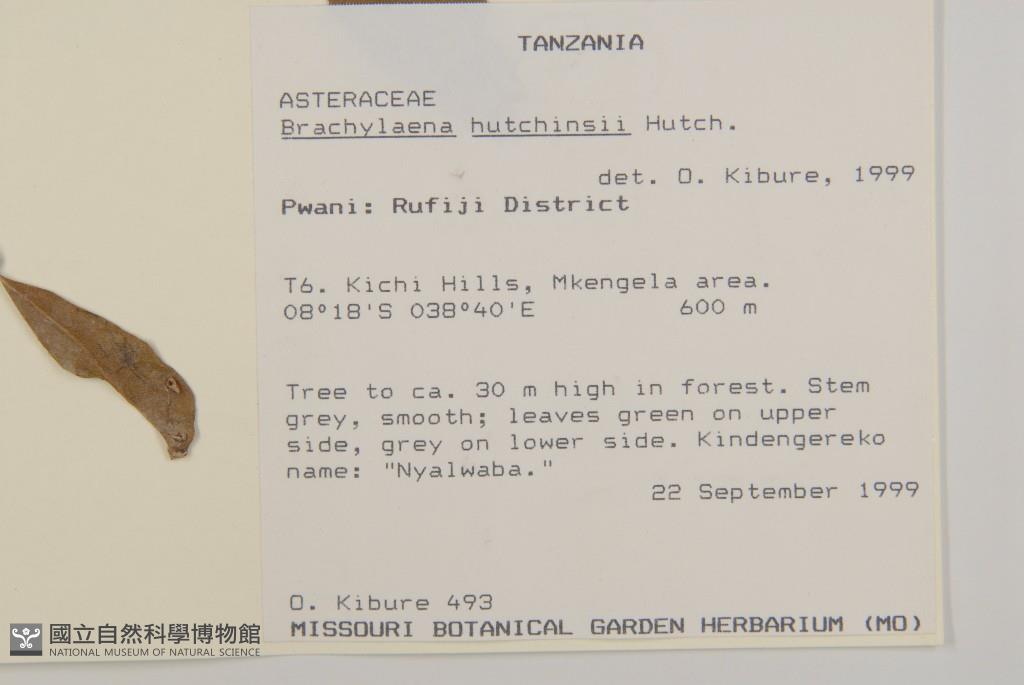 TANZANIA
ASTERACEAE
Brachylaena hutchinsii Hutch.
det. O. Kibure, 1999
Pwani: Rufiji District
T6. Kichi Hills, Mkengela area.
08°18'S 038°40'E 600 m
Tree to ca. 30 m high in forest. Stem
grey, smooth; leaves green on upper
side, grey on lower side. Kindengereko
name: "Nyalwaba."
22 September 1999
O. Kibure 493
MISSOURI BOTANICAL GARDEN HERBARIUM (MO)
國立自然科學博物館
NATIONAL MUSEUM OF NATURAL SCIENCE